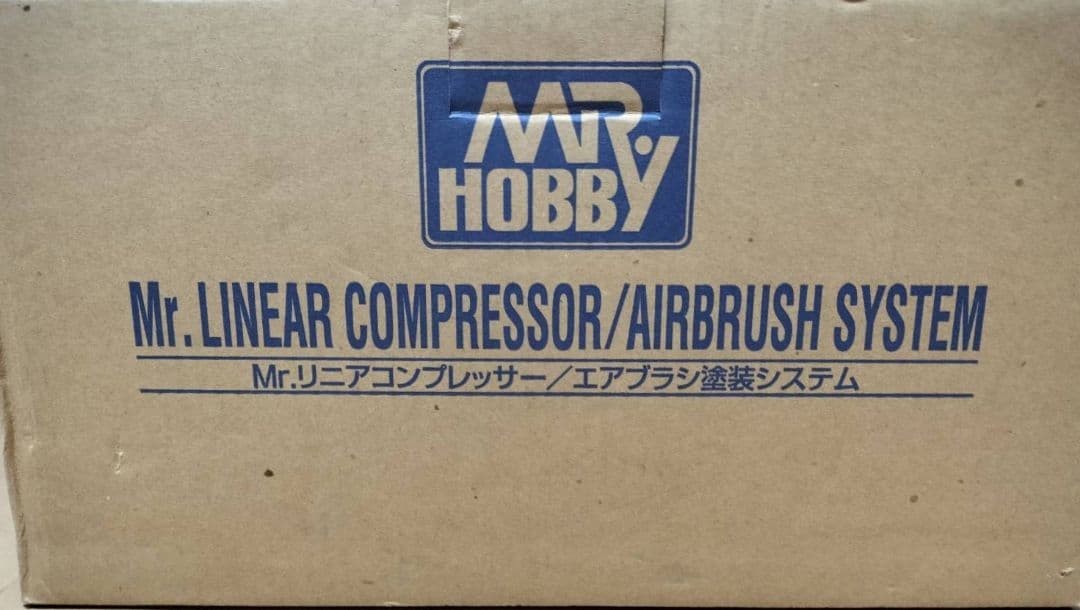 MR.
HOBBY
Mr. LINEAR COMPRESSOR/AIRBRUSH SYSTEM
Mr.リニアコンプレッサー／エアブラシ塗装システム